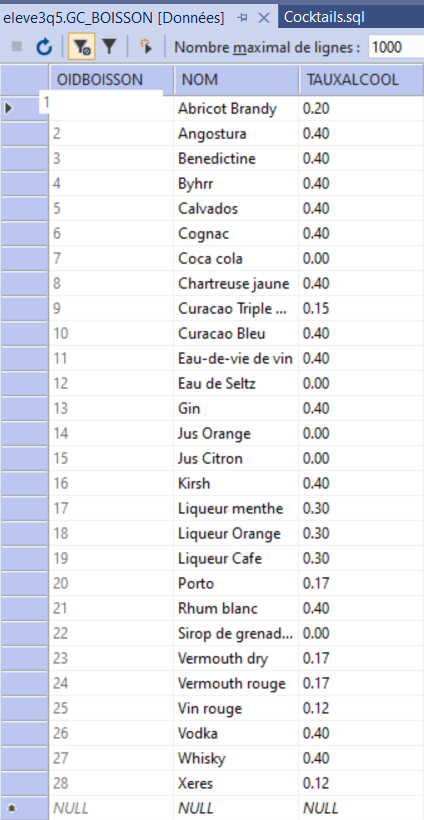 eleve3q5.GC_BOISSON [Données] Cocktails.sql
Nombre maximal de lignes : 1000
OIDBOISSON NOM TAUXALCOOL
1 Abricot Brandy 0.20
2 Angostura 0.40
3 Benedictine 0.40
4 Byhrr 0.40
5 Calvados 0.40
6 Cognac 0.40
7 Coca cola 0.00
8 Chartreuse jaune 0.40
9 Curacao Triple ... 0.15
10 Curacao Bleu 0.40
11 Eau-de-vie de vin 0.40
12 Eau de Seltz 0.00
13 Gin 0.40
14 Jus Orange 0.00
15 Jus Citron 0.00
16 Kirsh 0.40
17 Liqueur menthe 0.30
18 Liqueur Orange 0.30
19 Liqueur Cafe 0.30
20 Porto 0.17
21 Rhum blanc 0.40
22 Sirop de grenad... 0.00
23 Vermouth dry 0.17
24 Vermouth rouge 0.17
25 Vin rouge 0.12
26 Vodka 0.40
27 Whisky 0.40
28 Xeres 0.12
NULL NULL NULL